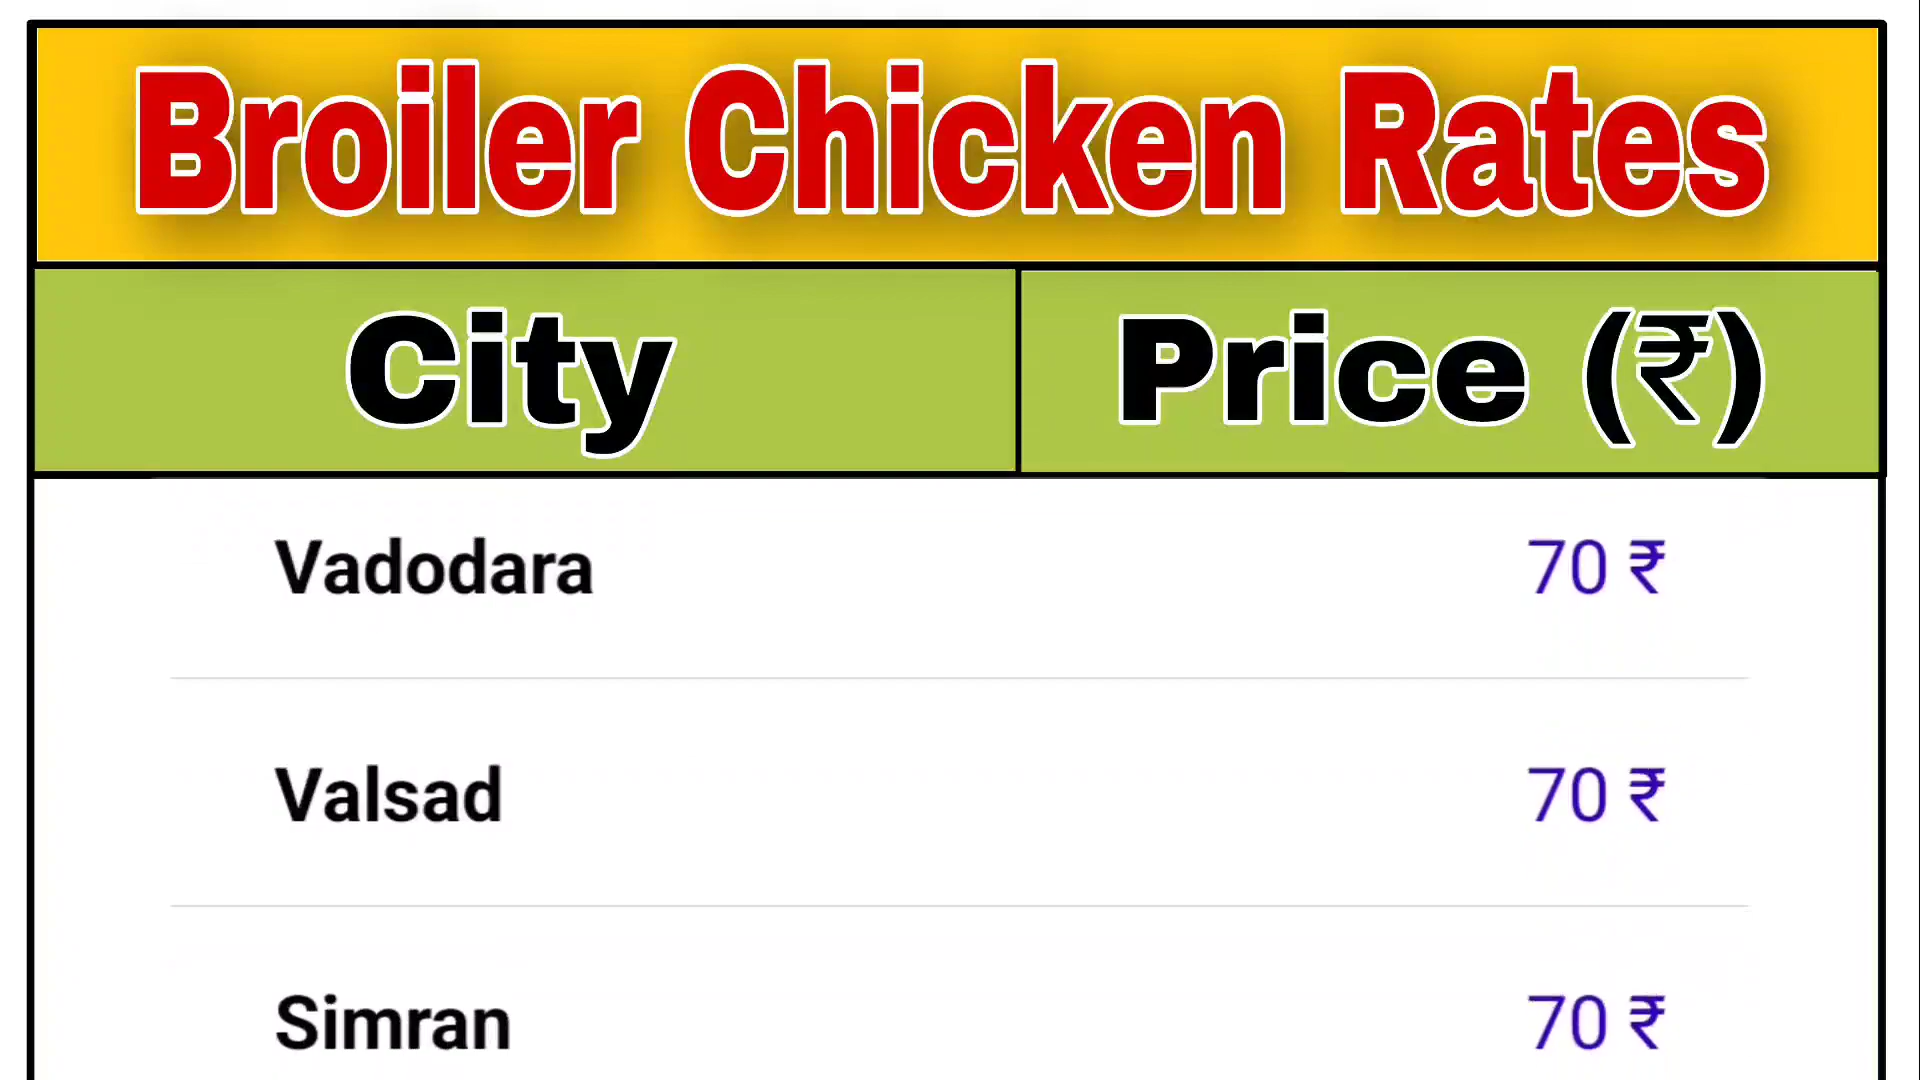 Broiler Chicken Rates
City Price (₹)
Vadodara 70 ₹
Valsad 70 ₹
Simran 70 ₹